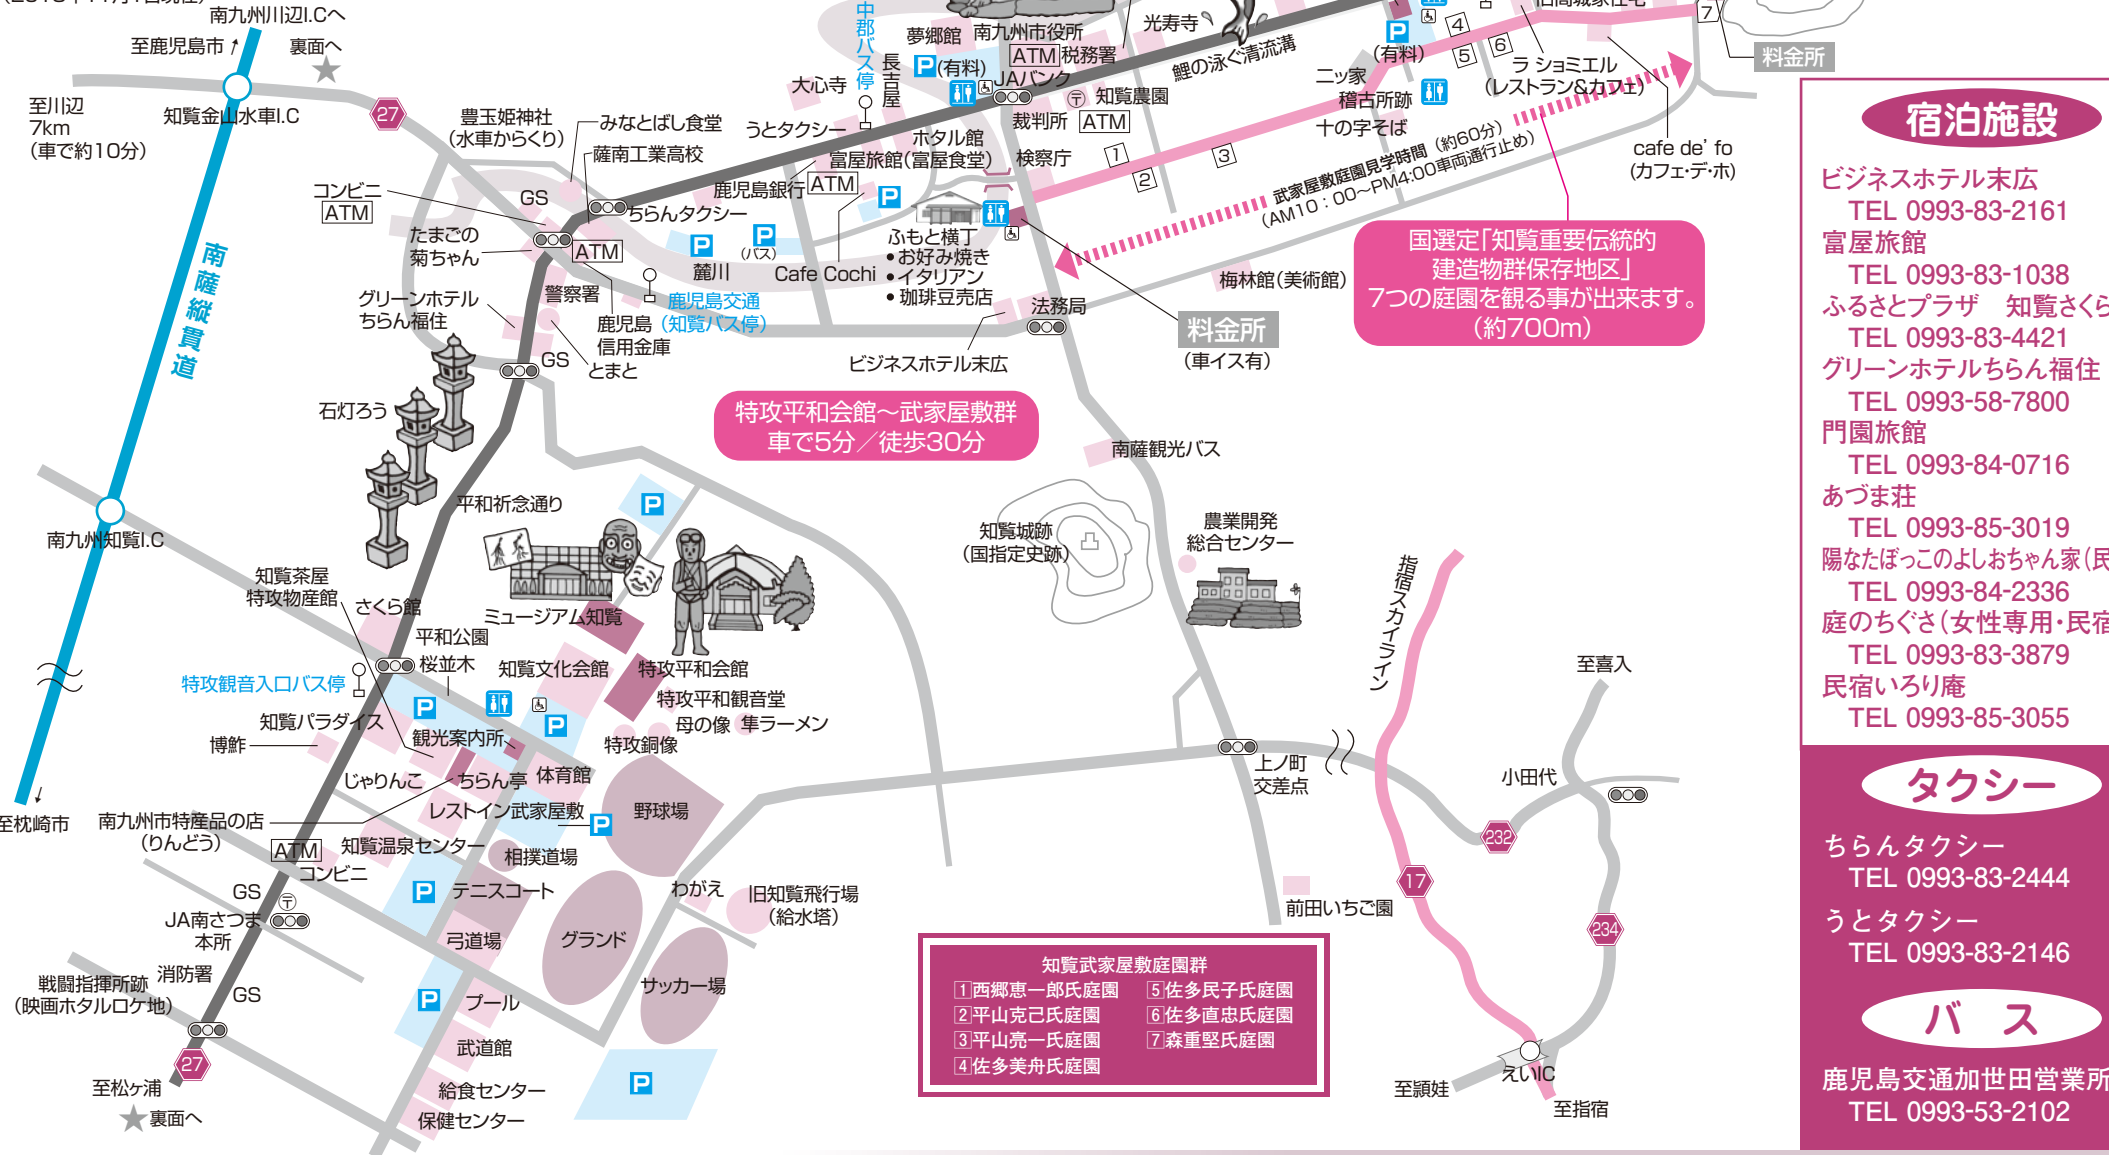 南九州川辺I.Cへ
至鹿児島市
裏面へ
至川辺
7km
(車で約10分)
知覧金山水車I.C
27
豊玉姫神社
(水車からくり)
みなとばし食堂
薩南工業高校
コンビニ
ATM
GS
たまごの
菊ちゃん
ATM
ちらんタクシー
グリーンホテル
ちらん福住
警察署
鹿児島
信用金庫
鹿児島交通
(知覧バス停)
GS
とまと
麓川
P
P
(バス)
大心寺
中郡バス停
長吉屋
うとタクシー
鹿児島銀行
ATM
富屋旅館(富屋食堂)
ホタル館
夢郷館
P(有料)
南九州市役所
ATM
税務署
JAバンク
〒
知覧農園
裁判所
ATM
検察庁
光寿寺
鯉の泳ぐ清流溝
P
Cafe Cochi
ふもと横丁
●お好み焼き
●イタリアン
●珈琲豆売店
法務局
ビジネスホテル末広
料金所
(車イス有)
梅林館(美術館)
1
2
3
4
5
6
7
P
(有料)
二ッ家
稽古所跡
十の字そば
ラ ショミエル
(レストラン&カフェ)
cafe de' fo
(カフェ・デ・ホ)
料金所
武家屋敷庭園見学時間(約60分)
(AM10:00〜PM4:00車両通行止め)
国選定「知覧重要伝統的
建造物群保存地区」
7つの庭園を観る事が出来ます。
(約700m)
特攻平和会館〜武家屋敷群
車で5分/徒歩30分
南薩縦貫道
南九州知覧I.C
至枕崎市
石灯ろう
平和祈念通り
P
ミュージアム知覧
知覧茶屋
特攻物産館
さくら館
平和公園
桜並木
特攻観音入口バス停
知覧文化会館
特攻平和会館
特攻平和観音堂
母の像
隼ラーメン
特攻銅像
知覧パラダイス
博鮓
P
観光案内所
P
じゃりんこ
ちらん亭
体育館
レストイン武家屋敷
P
野球場
南九州市特産品の店
(りんどう)
ATM
コンビニ
知覧温泉センター
相撲道場
GS
〒
JA南さつま
本所
P
テニスコート
弓道場
グランド
わがえ
旧知覧飛行場
(給水塔)
サッカー場
戦闘指揮所跡
(映画ホタルロケ地)
消防署
GS
P
プール
武道館
P
27
至松ヶ浦
裏面へ
給食センター
保健センター
南薩観光バス
知覧城跡
(国指定史跡)
農業開発
総合センター
指宿スカイライン
至喜入
上ノ町
交差点
小田代
232
17
234
前田いちご園
えいIC
至頴娃
至指宿
知覧武家屋敷庭園群
1西郷恵一郎氏庭園
2平山克己氏庭園
3平山亮一氏庭園
4佐多美舟氏庭園
5佐多民子氏庭園
6佐多直忠氏庭園
7森重堅氏庭園
宿泊施設
ビジネスホテル末広
TEL 0993-83-2161
富屋旅館
TEL 0993-83-1038
ふるさとプラザ 知覧さくら
TEL 0993-83-4421
グリーンホテルちらん福住
TEL 0993-58-7800
門園旅館
TEL 0993-84-0716
あづま荘
TEL 0993-85-3019
陽なたぼっこのよしおちゃん家(民
TEL 0993-84-2336
庭のちぐさ(女性専用・民宿
TEL 0993-83-3879
民宿いろり庵
TEL 0993-85-3055
タクシー
ちらんタクシー
TEL 0993-83-2444
うとタクシー
TEL 0993-83-2146
バ ス
鹿児島交通加世田営業所
TEL 0993-53-2102